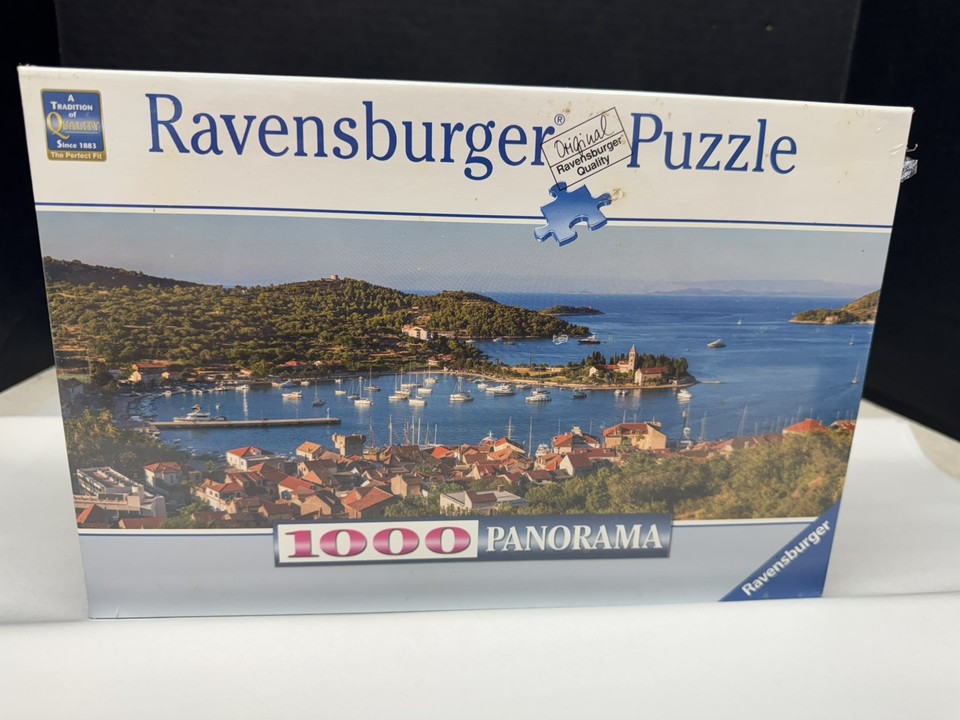 A
TRADITION
of
QUALITY
Since 1883
The Perfect Fit
Ravensburger® Puzzle
Original
Ravensburger
Quality
1000 PANORAMA
Ravensburger